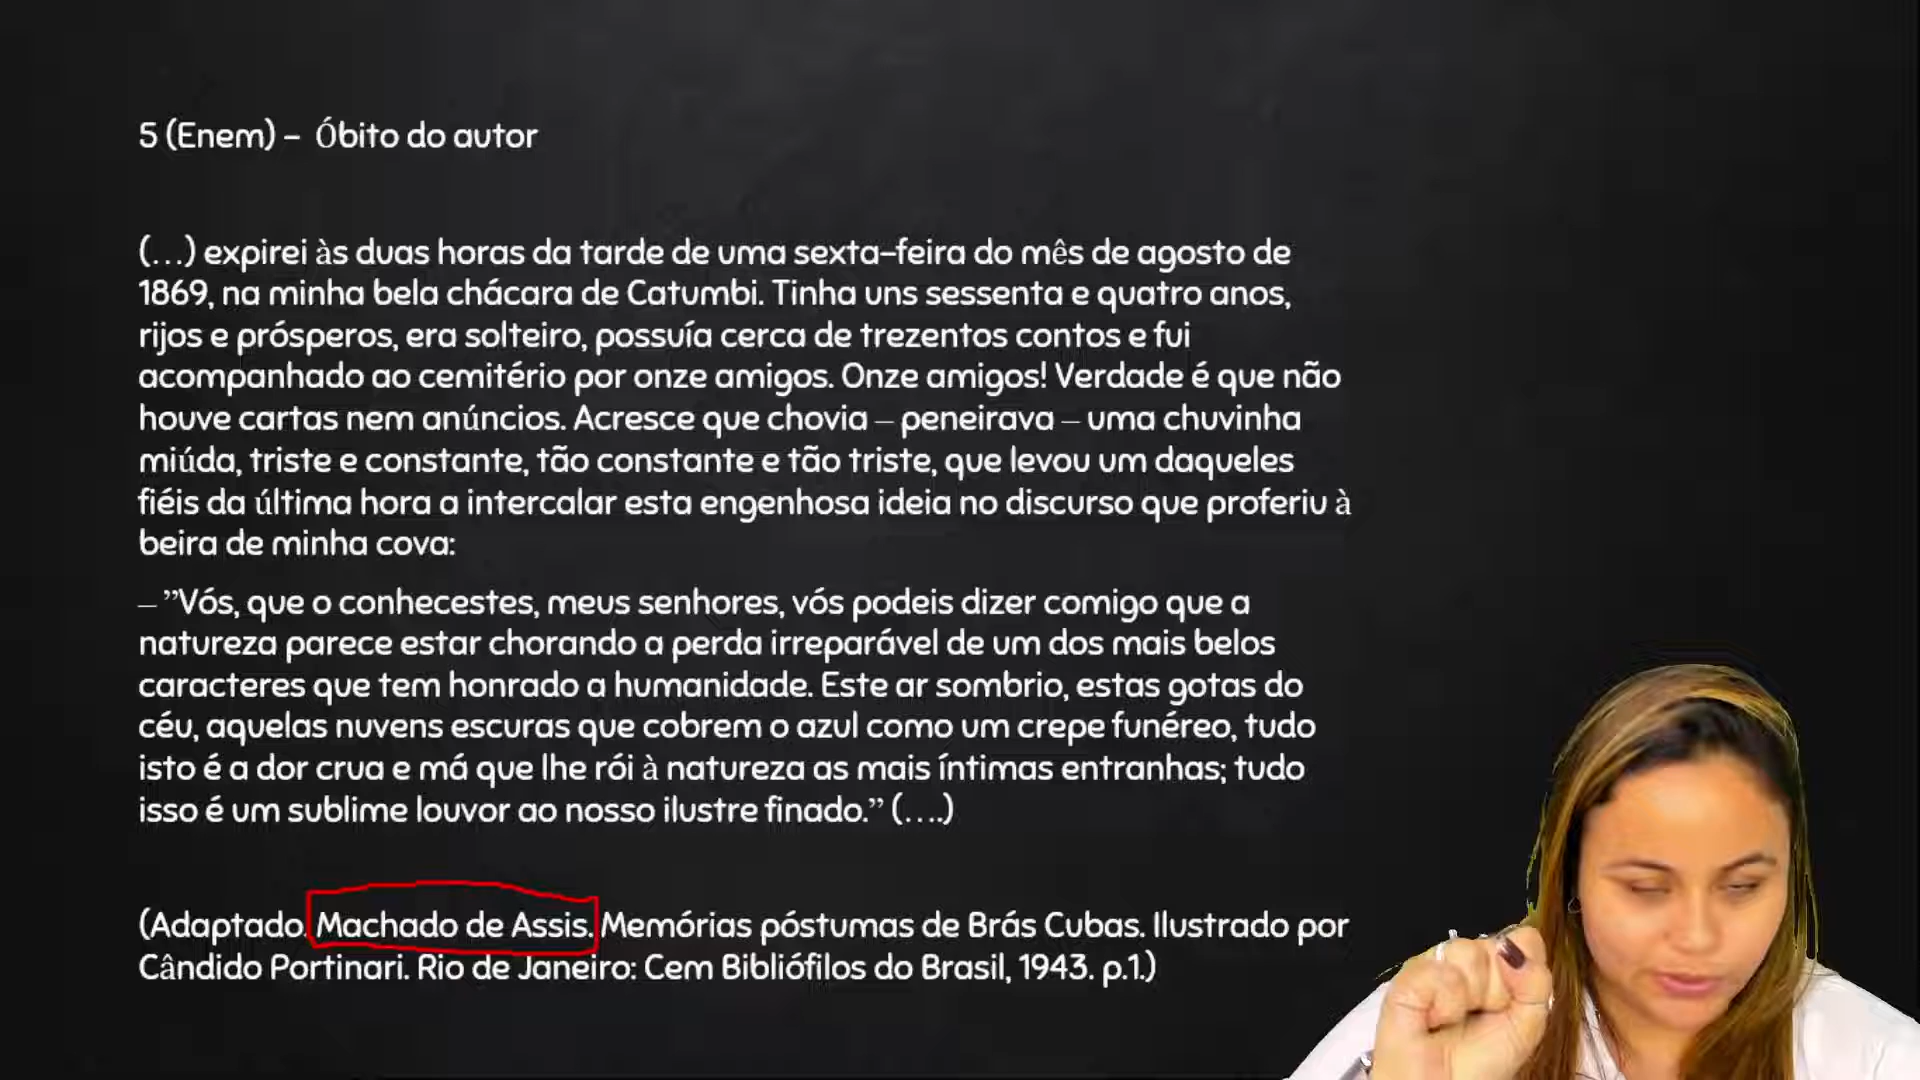 5 (Enem) – Óbito do autor
(…) expirei às duas horas da tarde de uma sexta-feira do mês de agosto de
1869, na minha bela chácara de Catumbi. Tinha uns sessenta e quatro anos,
rijos e prósperos, era solteiro, possuía cerca de trezentos contos e fui
acompanhado ao cemitério por onze amigos. Onze amigos! Verdade é que não
houve cartas nem anúncios. Acresce que chovia – peneirava – uma chuvinha
miúda, triste e constante, tão constante e tão triste, que levou um daqueles
fiéis da última hora a intercalar esta engenhosa ideia no discurso que proferiu à
beira de minha cova:
– ”Vós, que o conhecestes, meus senhores, vós podeis dizer comigo que a
natureza parece estar chorando a perda irreparável de um dos mais belos
caracteres que tem honrado a humanidade. Este ar sombrio, estas gotas do
céu, aquelas nuvens escuras que cobrem o azul como um crepe funéreo, tudo
isto é a dor crua e má que lhe rói à natureza as mais íntimas entranhas; tudo
isso é um sublime louvor ao nosso ilustre finado.” (….)
(Adaptado. Machado de Assis. Memórias póstumas de Brás Cubas. Ilustrado por
Cândido Portinari. Rio de Janeiro: Cem Bibliófilos do Brasil, 1943. p.1.)